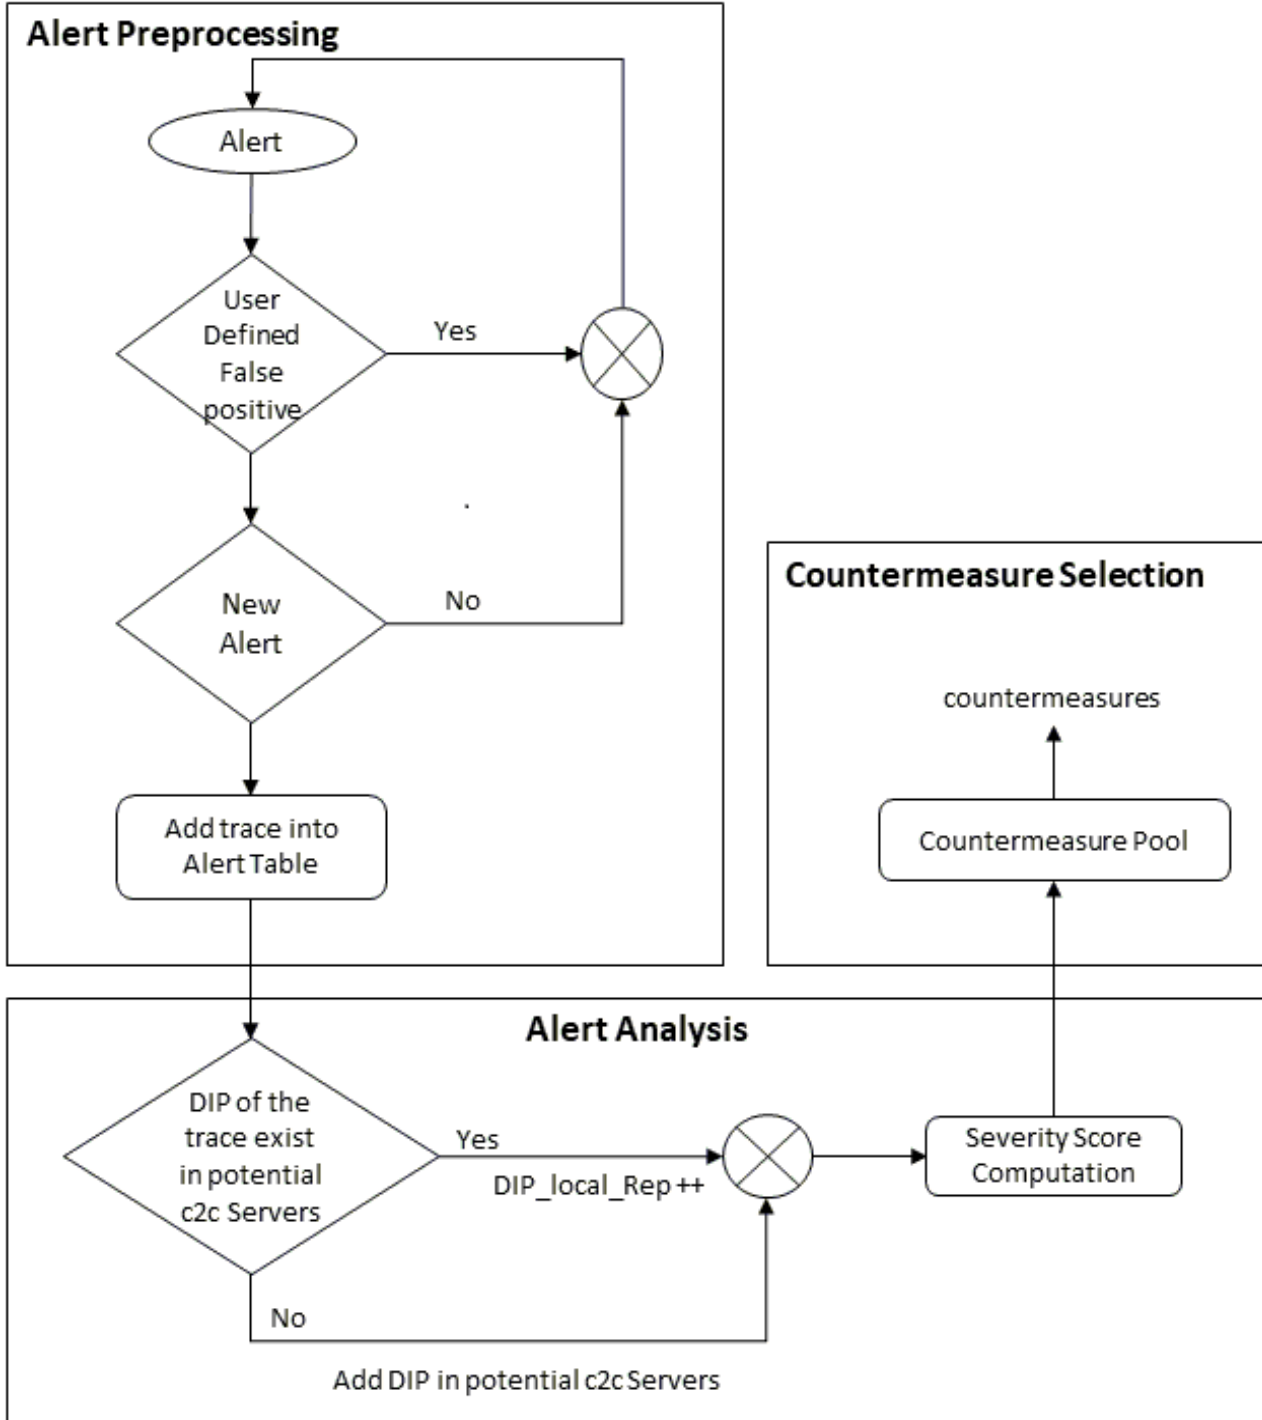 Alert Preprocessing
Alert
User
Defined
False
positive
Yes
New
Alert
No
Add trace into
Alert Table
Countermeasure Selection
countermeasures
Countermeasure Pool
Alert Analysis
DIP of the
trace exist
in potential
c2c Servers
Yes
DIP_local_Rep ++
Severity Score
Computation
No
Add DIP in potential c2c Servers